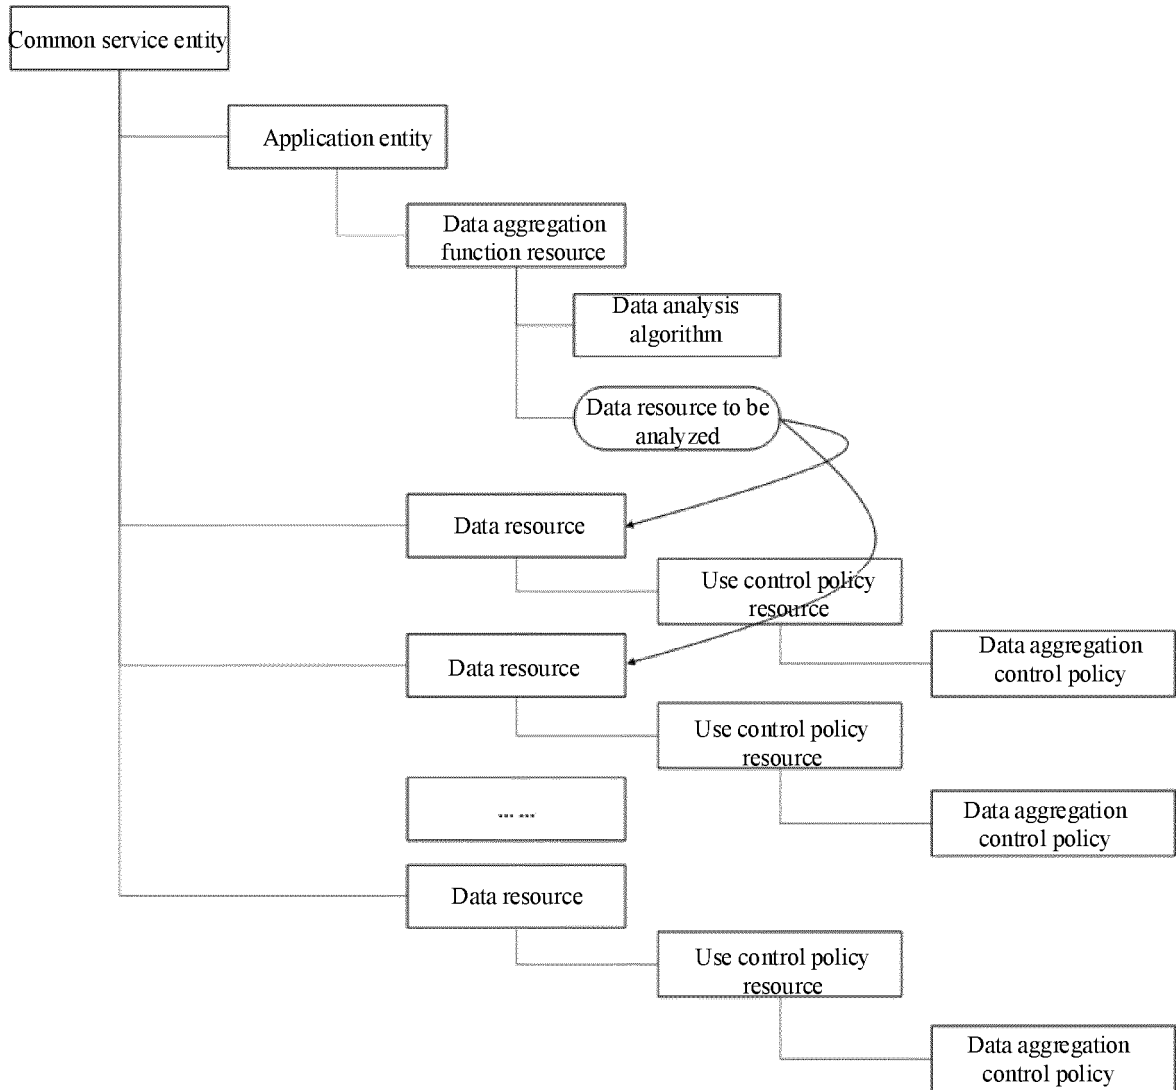 Common service entity
Application entity
Data aggregation
function resource
Data analysis
algorithm
Data resource to be
analyzed
Data resource
Use control policy
resource
Data aggregation
control policy
Data resource
Use control policy
resource
Data aggregation
control policy
... ...
Data resource
Use control policy
resource
Data aggregation
control policy